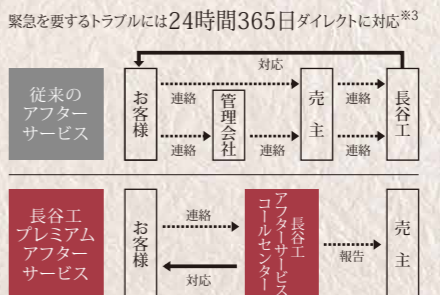 緊急を要するトラブルには24時間365日ダイレクトに対応※3
対応
従来の
アフター
サービス
お客様
連絡
連絡
管理会社
連絡
売主
連絡
連絡
長谷工
長谷工
プレミアム
アフター
サービス
お客様
連絡
対応
長谷工
アフターサービス
コールセンター
報告
売主